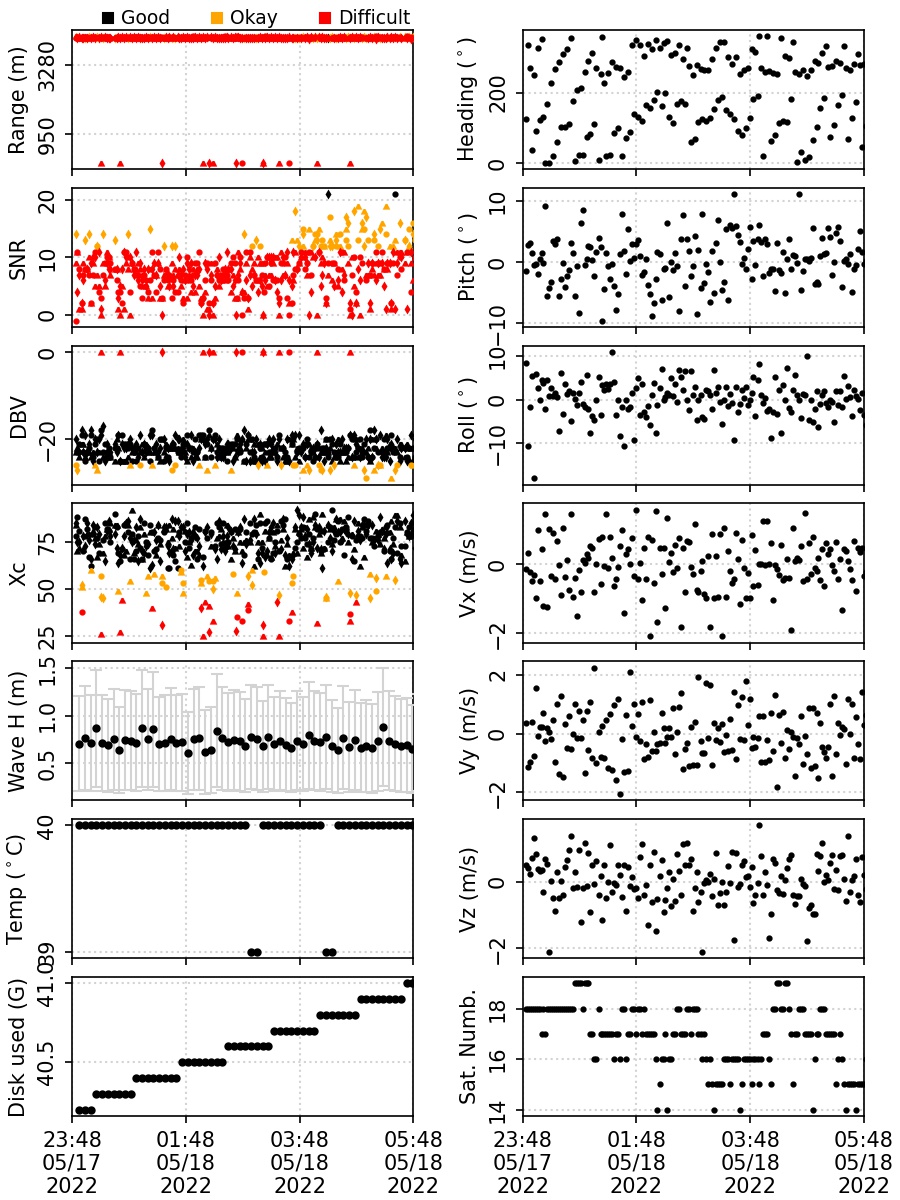 Good Okay Difficult
Range (m)
3280
950
Heading (°)
200
0
SNR
20
10
0
Pitch (°)
10
0
−10
DBV
0
−20
Roll (°)
10
0
−10
Xc
75
50
25
Vx (m/s)
0
−2
Wave H (m)
1.5
1.0
0.5
Vy (m/s)
2
0
−2
Temp (°C)
40
39
Vz (m/s)
0
−2
Disk used (G)
41.0
40.5
Sat. Numb.
18
16
14
23:48 01:48 03:48 05:48
05/17 05/18 05/18 05/18
2022 2022 2022 2022
23:48 01:48 03:48 05:48
05/17 05/18 05/18 05/18
2022 2022 2022 2022